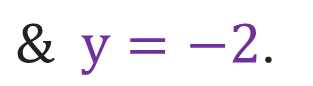 & y = −2.